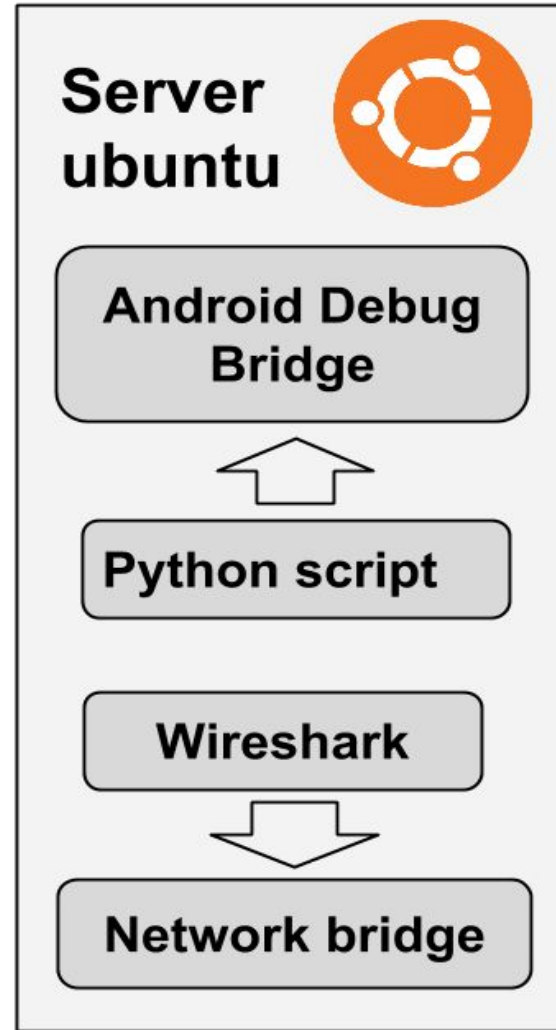 Server
ubuntu
Android Debug
Bridge
Python script
Wireshark
Network bridge